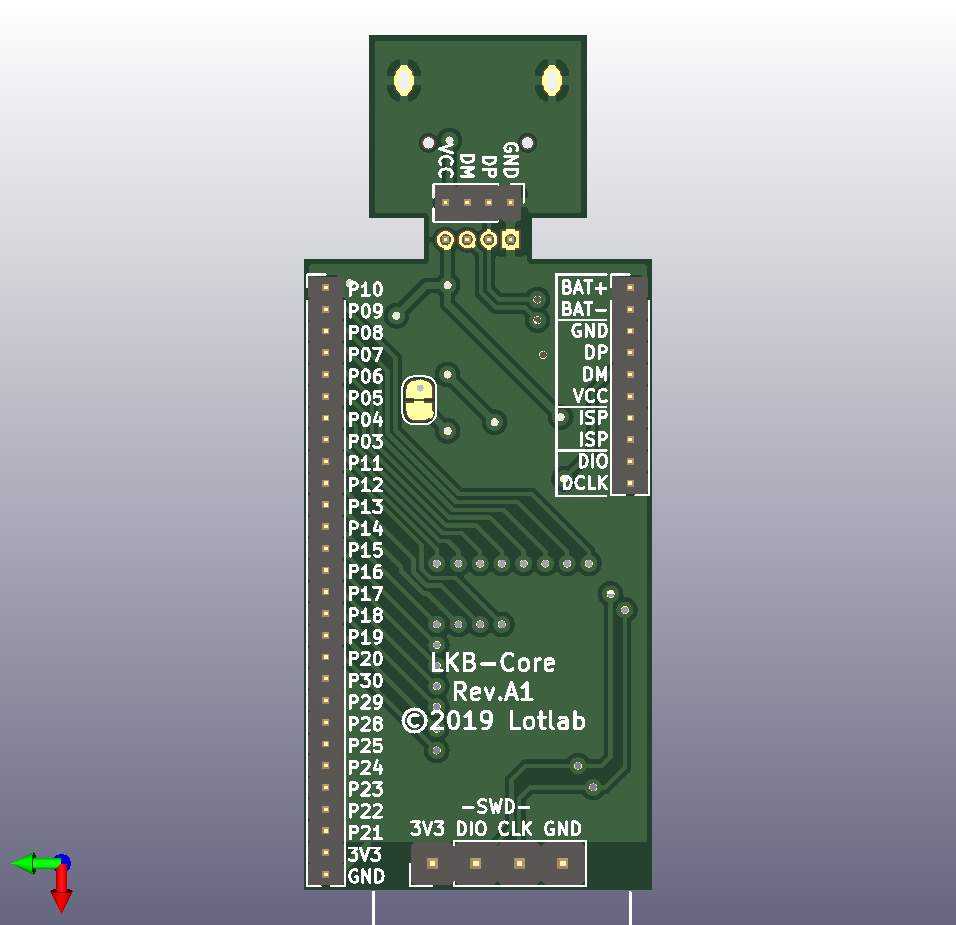 VCC DM DP GND
P10
P09
P08
P07
P06
P05
P04
P03
P11
P12
P13
P14
P15
P16
P17
P18
P19
P20
P30
P29
P28
P25
P24
P23
P22
P21
3V3
GND
BAT+
BAT-
GND
DP
DM
VCC
ISP
ISP
DIO
DCLK
LKB-Core
Rev.A1
©2019 Lotlab
-SWD-
3V3 DIO CLK GND